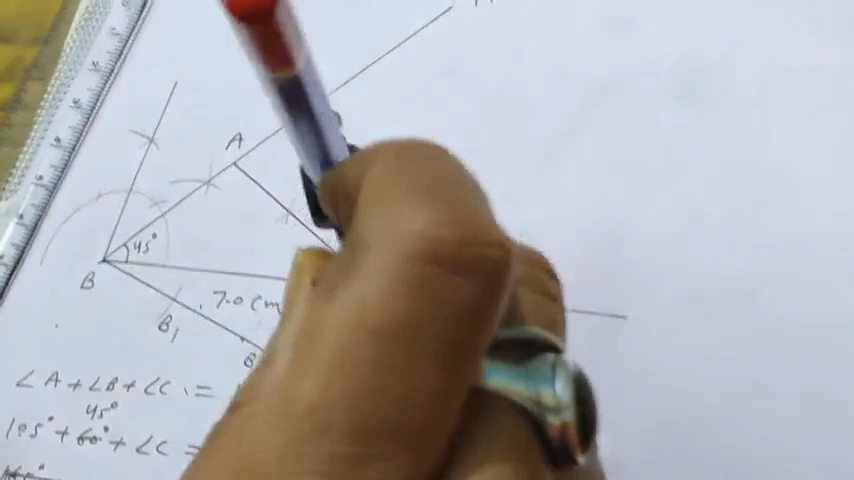 A
45°
B
7.0 Cm
B1
B
∠A + ∠B + ∠C =
45°
105° + 60° + ∠C =